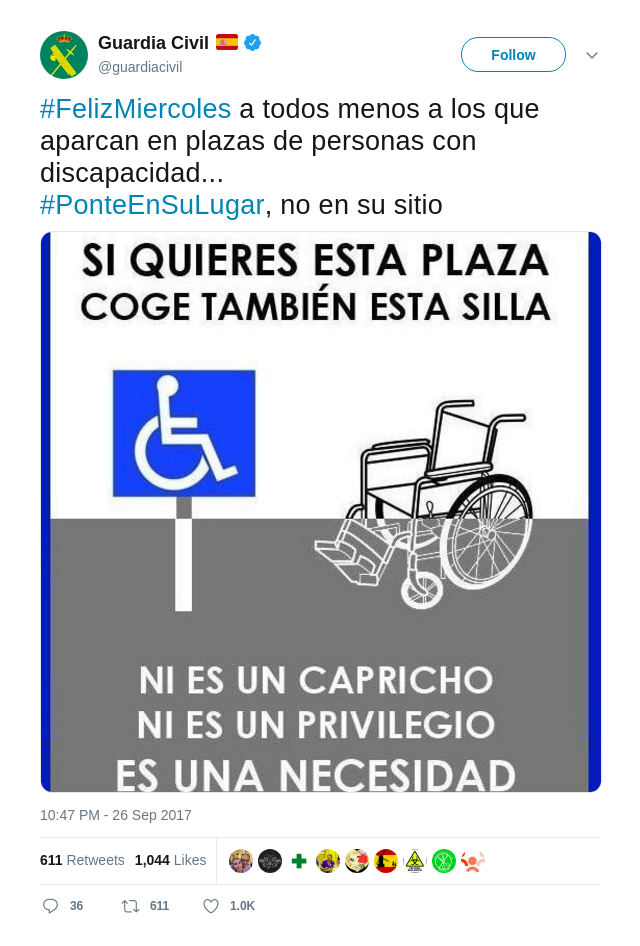 Guardia Civil
@guardiacivil
Follow
#FelizMiercoles a todos menos a los que
aparcan en plazas de personas con
discapacidad...
#PonteEnSuLugar, no en su sitio
SI QUIERES ESTA PLAZA
COGE TAMBIÉN ESTA SILLA
NI ES UN CAPRICHO
NI ES UN PRIVILEGIO
ES UNA NECESIDAD
10:47 PM - 26 Sep 2017
611 Retweets 1,044 Likes
36 611 1.0K